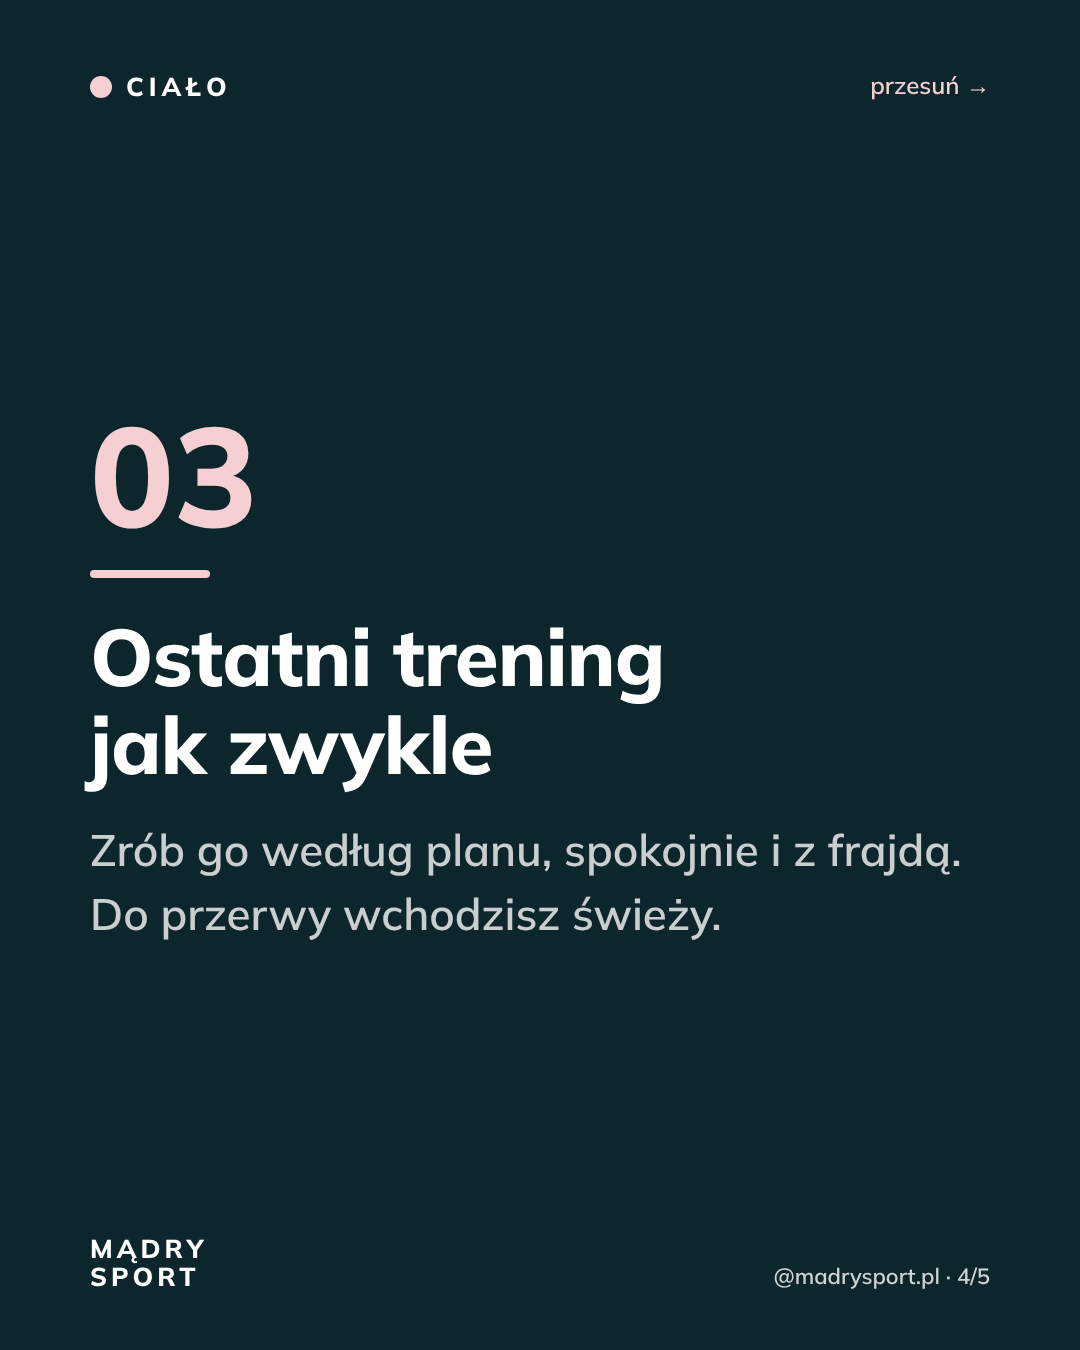 CIAŁO
przesuń →
03
Ostatni trening
jak zwykle
Zrób go według planu, spokojnie i z frajdą.
Do przerwy wchodzisz świeży.
MĄDRY
SPORT
@madrysport.pl · 4/5